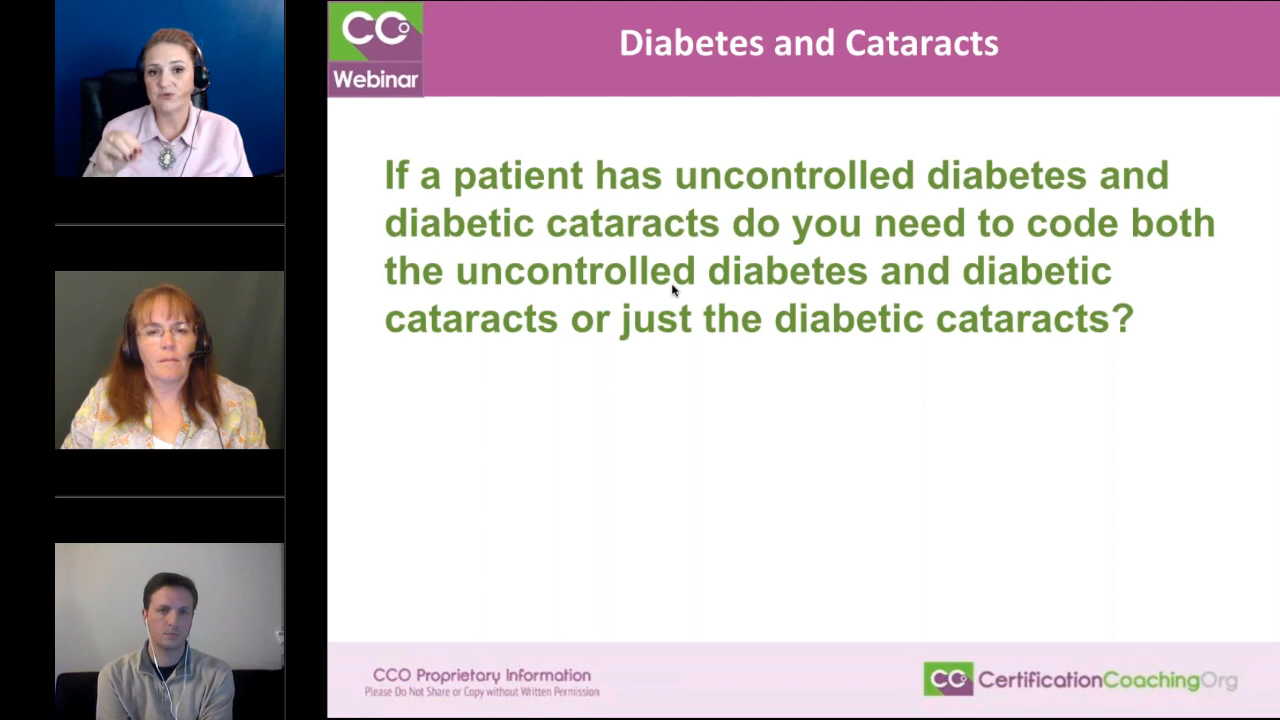 CCO
Webinar
Diabetes and Cataracts
If a patient has uncontrolled diabetes and
diabetic cataracts do you need to code both
the uncontrolled diabetes and diabetic
cataracts or just the diabetic cataracts?
CCO Proprietary Information
Please Do Not Share or Copy without Written Permission
CCO CertificationCoachingOrg